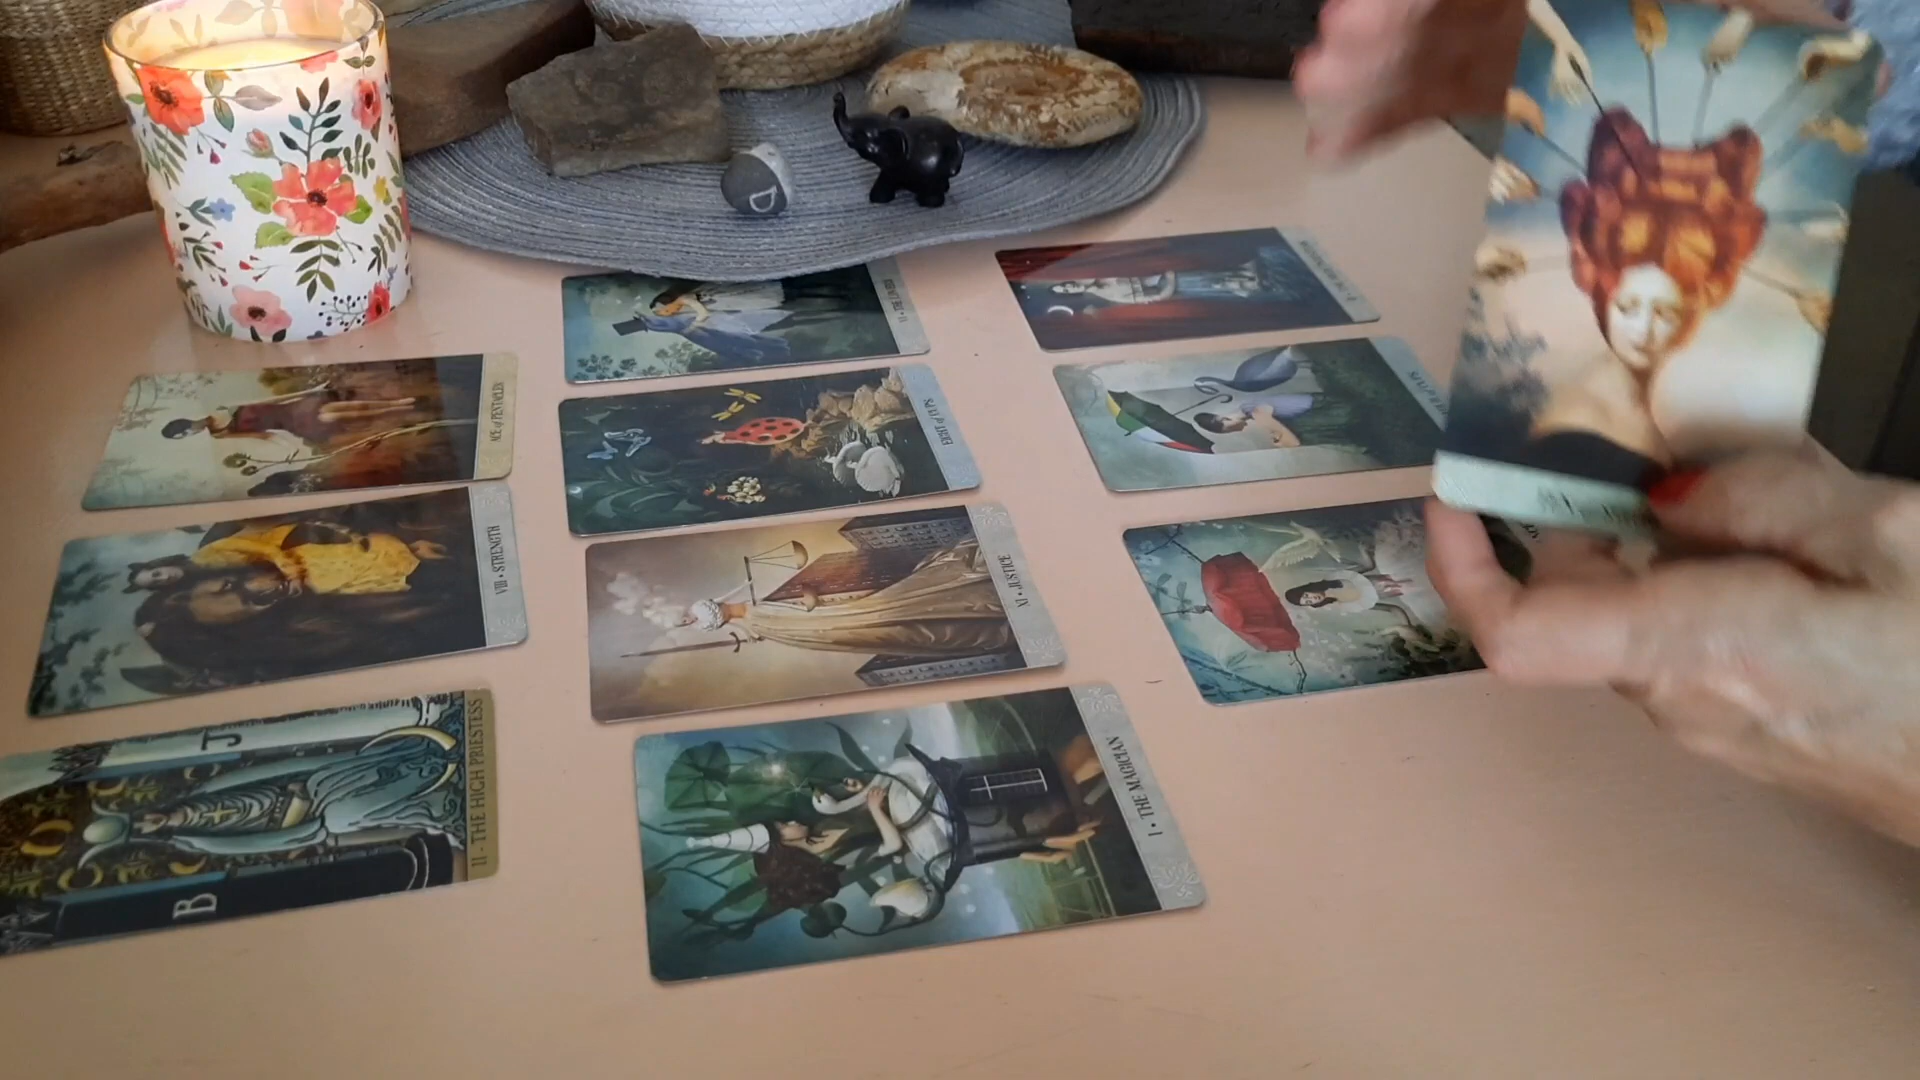 D
VI • THE LOVERS
ACE of PENTACLES
EIGHT of CUPS
VIII • STRENGTH
XI • JUSTICE
J
B
II - THE HIGH PRIESTESS
I • THE MAGICIAN